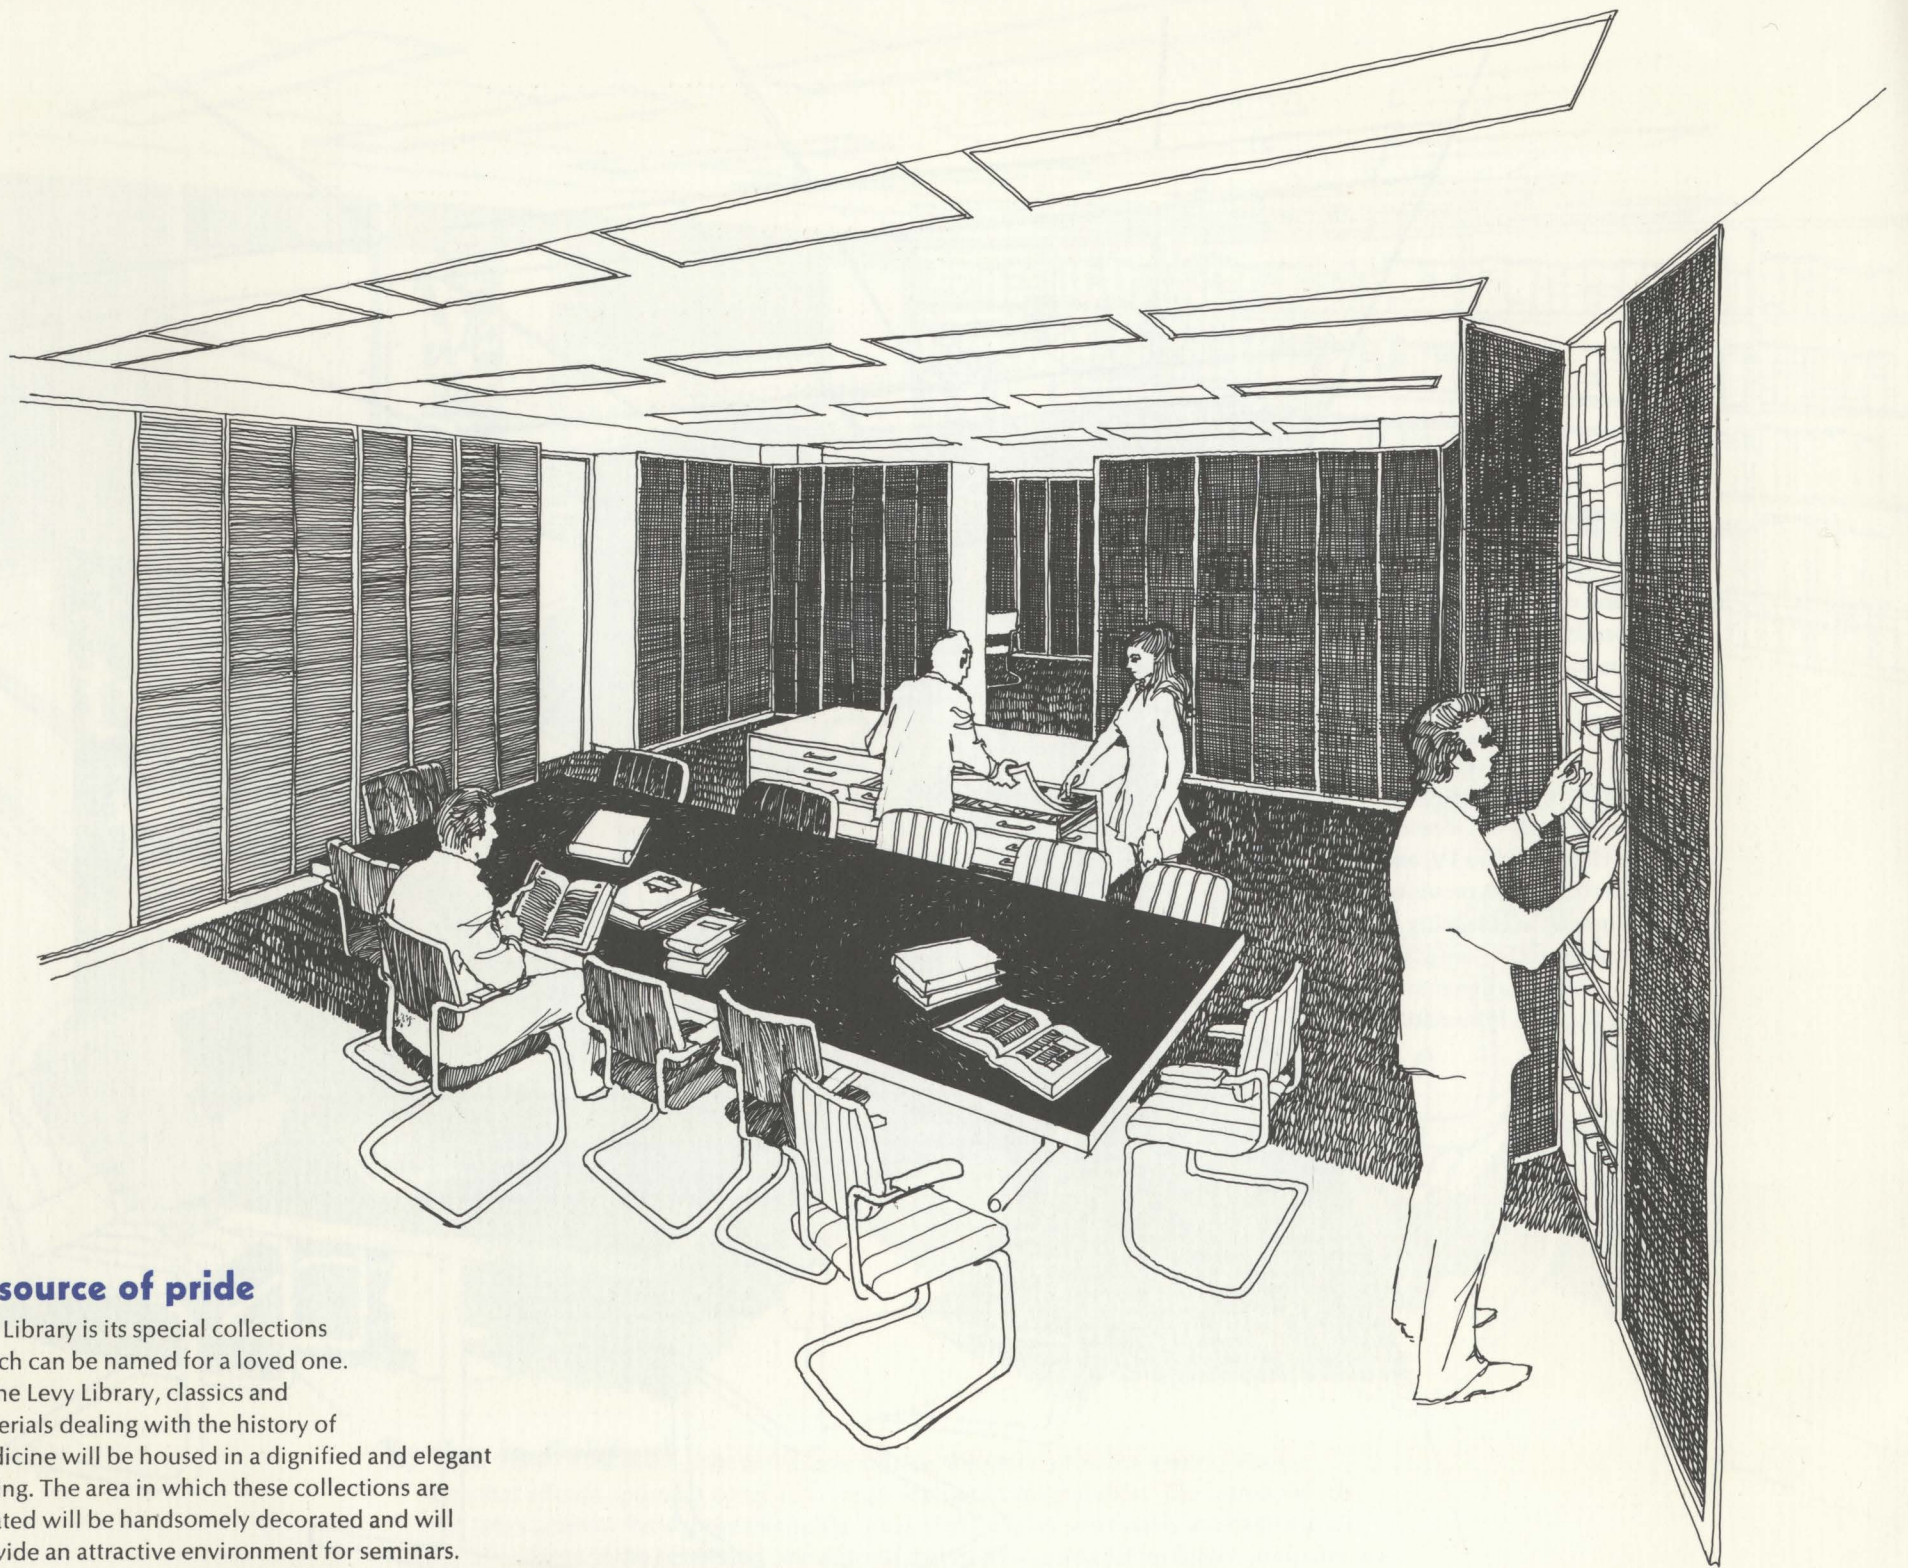 source of pride
Library is its special collections
ch can be named for a loved one.
he Levy Library, classics and
erials dealing with the history of
dicine will be housed in a dignified and elegant
ing. The area in which these collections are
ated will be handsomely decorated and will
vide an attractive environment for seminars.